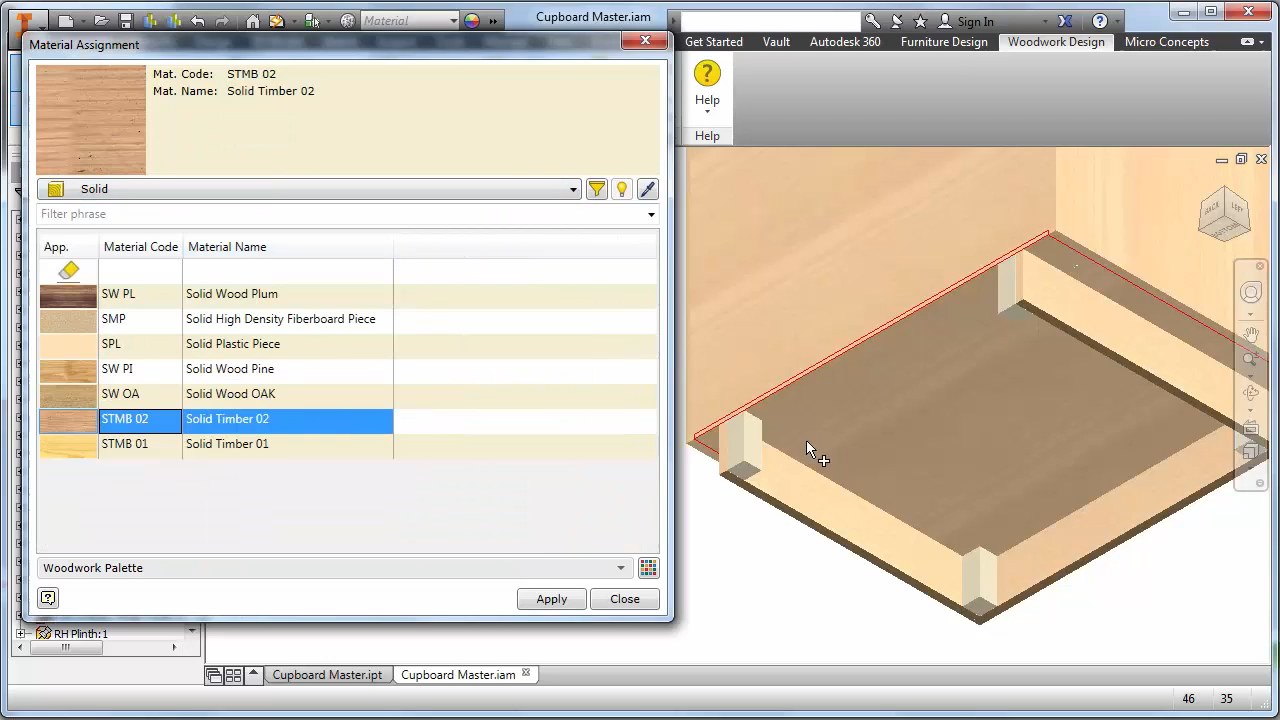 Material
Cupboard Master.iam
Sign In
Material Assignment
Get Started
Vault
Autodesk 360
Furniture Design
Woodwork Design
Micro Concepts
Mat. Code: STMB 02
Mat. Name: Solid Timber 02
Help
Help
Solid
Filter phrase
App. Material Code Material Name
SW PL Solid Wood Plum
SMP Solid High Density Fiberboard Piece
SPL Solid Plastic Piece
SW PI Solid Wood Pine
SW OA Solid Wood OAK
STMB 02 Solid Timber 02
STMB 01 Solid Timber 01
BACK
LEFT
Woodwork Palette
Apply
Close
RH Plinth:1
Cupboard Master.ipt
Cupboard Master.iam
46 35